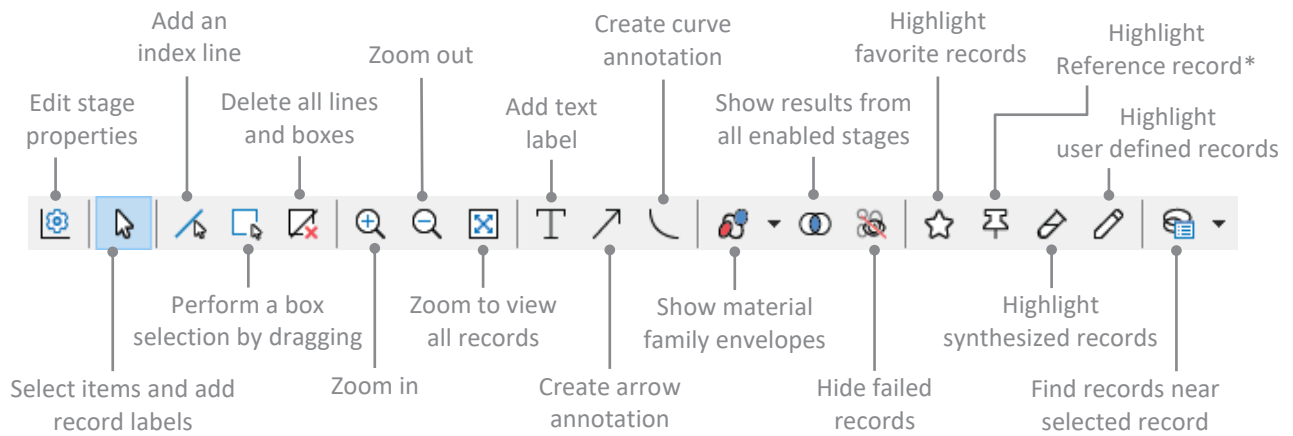 Add an
index line
Zoom out
Create curve
annotation
Highlight
favorite records
Highlight
Reference record*
Edit stage
properties
Delete all lines
and boxes
Add text
label
Show results from
all enabled stages
Highlight
user defined records
T
Perform a box
selection by dragging
Zoom to view
all records
Show material
family envelopes
Highlight
synthesized records
Select items and add
record labels
Zoom in
Create arrow
annotation
Hide failed
records
Find records near
selected record